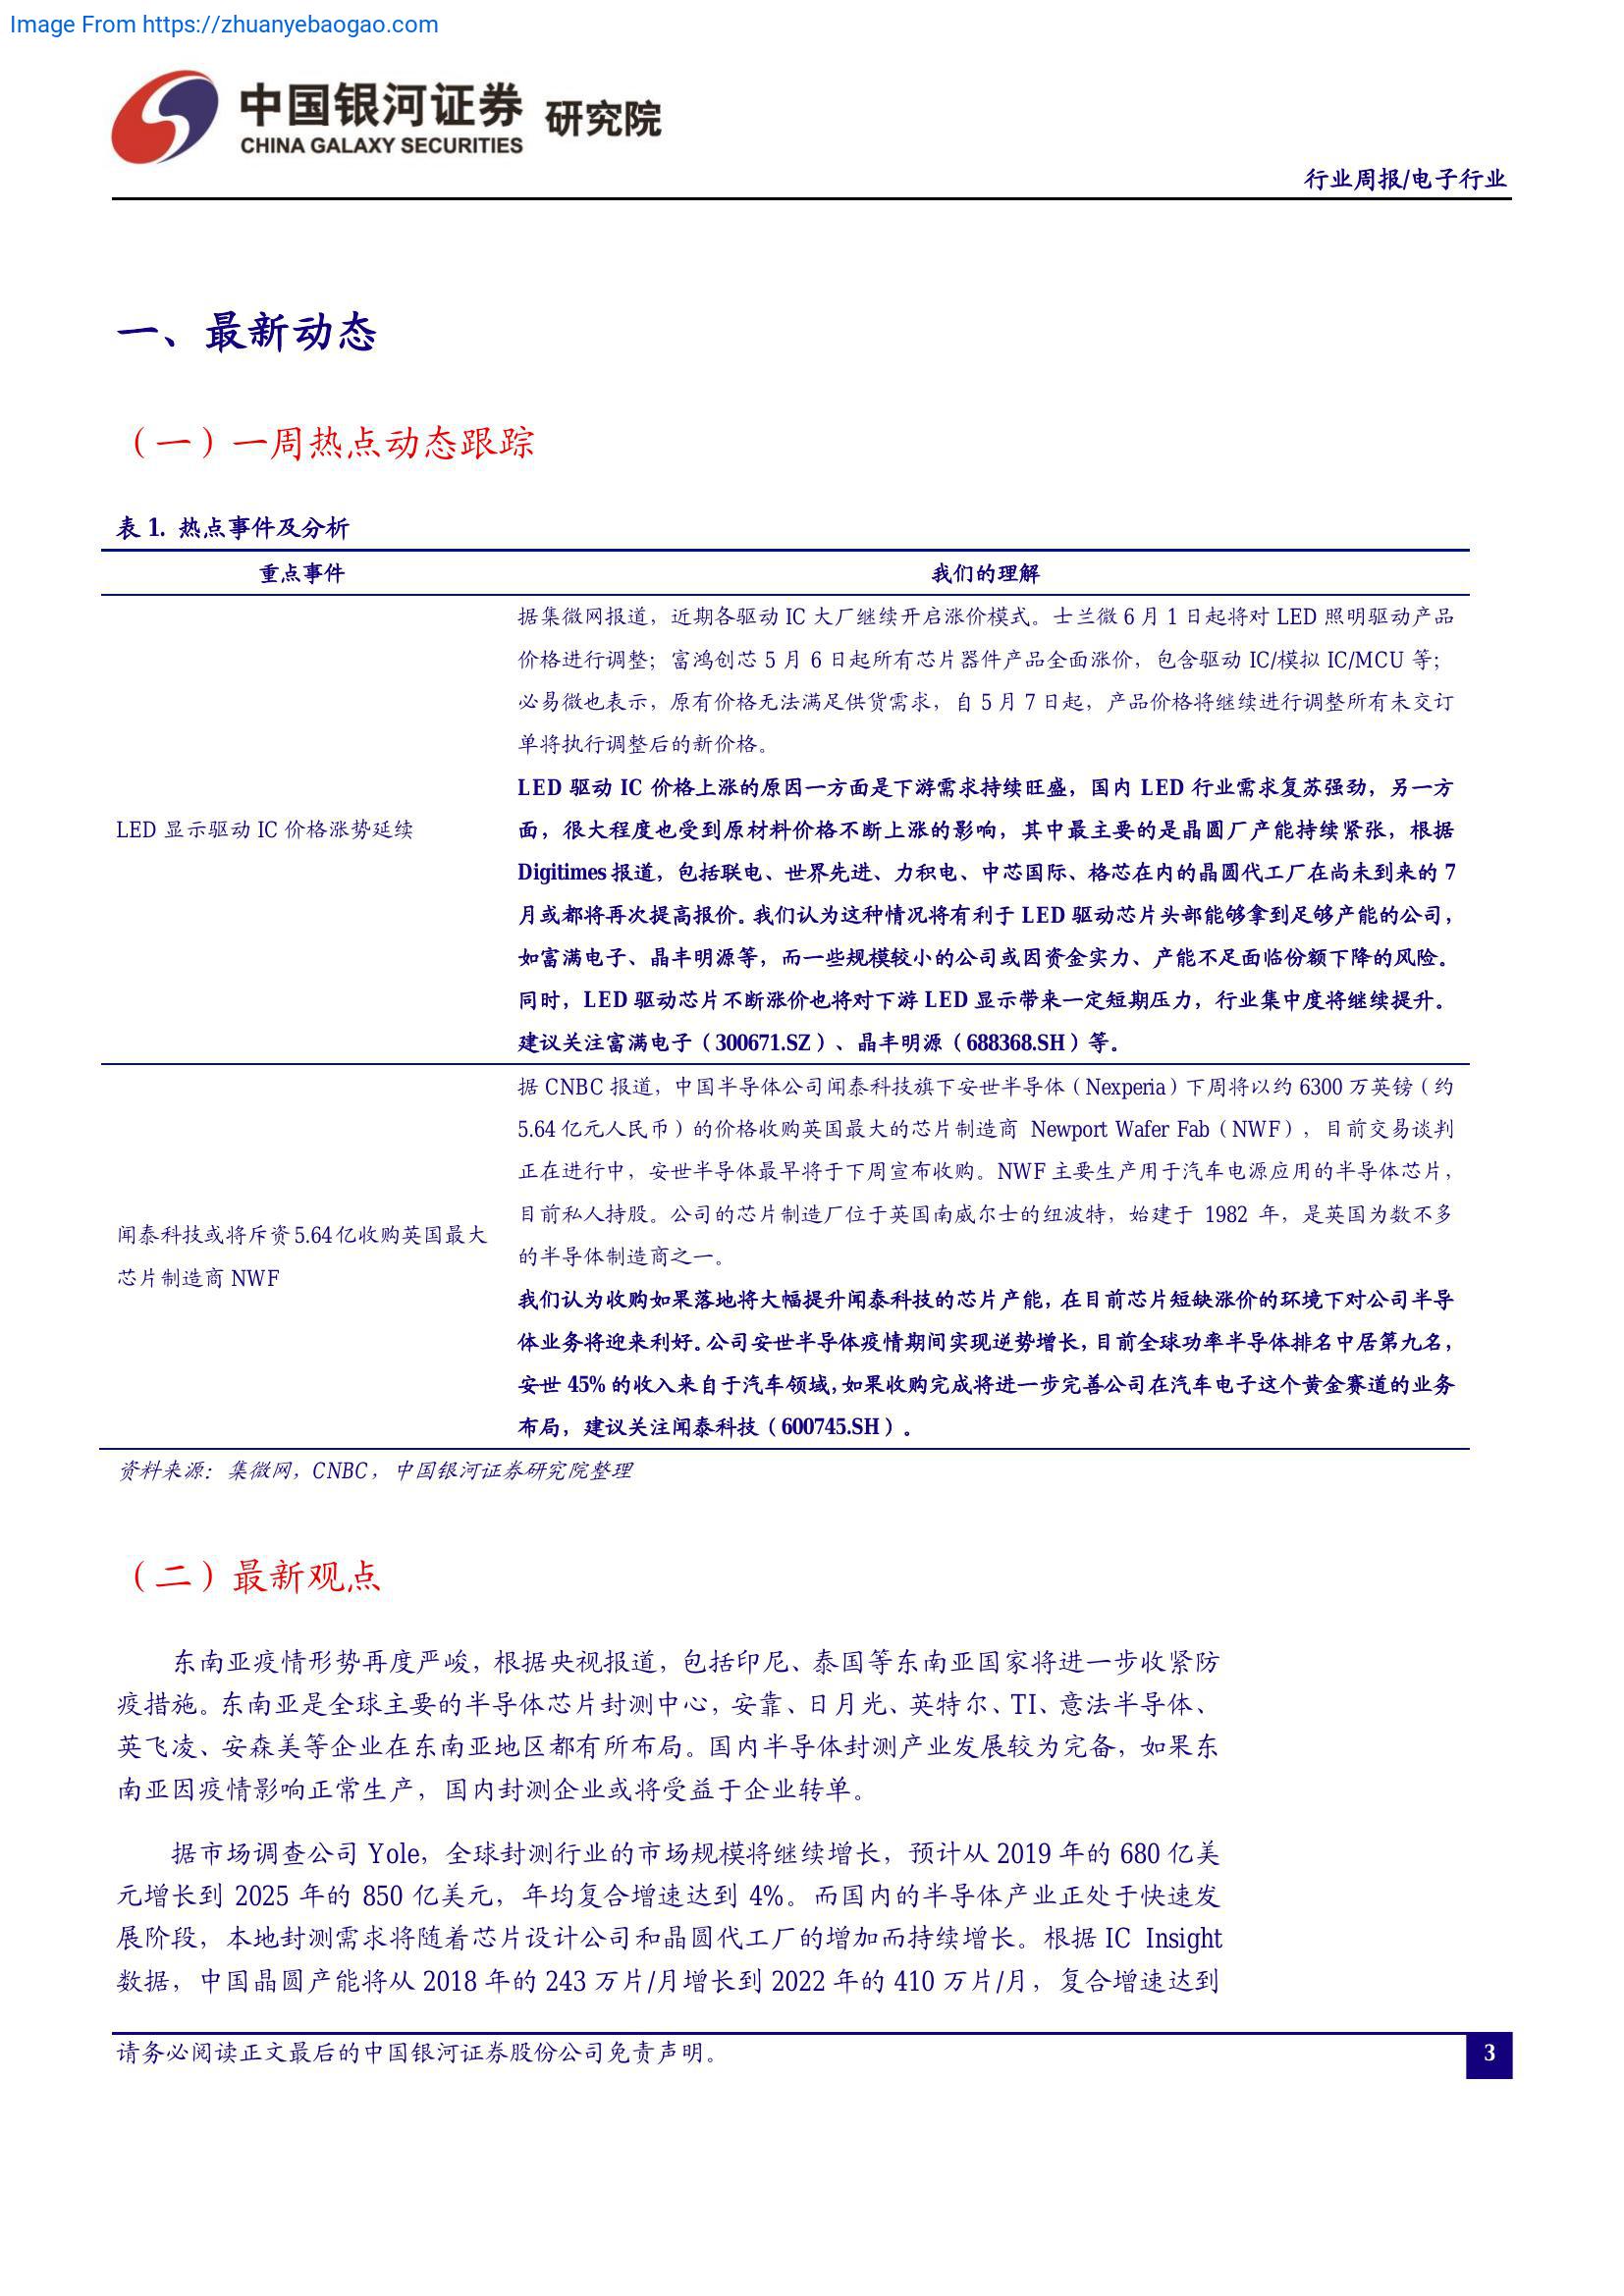 Image From https://zhuanyebaogao.com
中国银河证券 研究院
CHINA GALAXY SECURITIES
行业周报/电子行业
一、最新动态
（一）一周热点动态跟踪
表 1. 热点事件及分析
重点事件 我们的理解
据集微网报道，近期各驱动 IC 大厂继续开启涨价模式。士兰微 6 月 1 日起将对 LED 照明驱动产品
价格进行调整；富鸿创芯 5 月 6 日起所有芯片器件产品全面涨价，包含驱动 IC/模拟 IC/MCU 等；
必易微也表示，原有价格无法满足供货需求，自 5 月 7 日起，产品价格将继续进行调整所有未交订
单将执行调整后的新价格。
LED 显示驱动 IC 价格涨势延续
LED 驱动 IC 价格上涨的原因一方面是下游需求持续旺盛，国内 LED 行业需求复苏强劲，另一方
面，很大程度也受到原材料价格不断上涨的影响，其中最主要的是晶圆厂产能持续紧张，根据
Digitimes 报道，包括联电、世界先进、力积电、中芯国际、格芯在内的晶圆代工厂在尚未到来的 7
月或都将再次提高报价。我们认为这种情况将有利于 LED 驱动芯片头部能够拿到足够产能的公司，
如富满电子、晶丰明源等，而一些规模较小的公司或因资金实力、产能不足面临份额下降的风险。
同时，LED 驱动芯片不断涨价也将对下游 LED 显示带来一定短期压力，行业集中度将继续提升。
建议关注富满电子（300671.SZ）、晶丰明源（688368.SH）等。
据 CNBC 报道，中国半导体公司闻泰科技旗下安世半导体（Nexperia）下周将以约 6300 万英镑（约
5.64 亿元人民币）的价格收购英国最大的芯片制造商 Newport Wafer Fab（NWF），目前交易谈判
正在进行中，安世半导体最早将于下周宣布收购。NWF 主要生产用于汽车电源应用的半导体芯片，
目前私人持股。公司的芯片制造厂位于英国南威尔士的纽波特，始建于 1982 年，是英国为数不多
的半导体制造商之一。
闻泰科技或将斥资 5.64 亿收购英国最大
芯片制造商 NWF
我们认为收购如果落地将大幅提升闻泰科技的芯片产能，在目前芯片短缺涨价的环境下对公司半导
体业务将迎来利好。公司安世半导体疫情期间实现逆势增长，目前全球功率半导体排名中居第九名，
安世 45% 的收入来自于汽车领域，如果收购完成将进一步完善公司在汽车电子这个黄金赛道的业务
布局，建议关注闻泰科技（600745.SH）。
资料来源：集微网，CNBC，中国银河证券研究院整理
（二）最新观点
东南亚疫情形势再度严峻，根据央视报道，包括印尼、泰国等东南亚国家将进一步收紧防
疫措施。东南亚是全球主要的半导体芯片封测中心，安靠、日月光、英特尔、TI、意法半导体、
英飞凌、安森美等企业在东南亚地区都有所布局。国内半导体封测产业发展较为完备，如果东
南亚因疫情影响正常生产，国内封测企业或将受益于企业转单。
据市场调查公司 Yole，全球封测行业的市场规模将继续增长，预计从 2019 年的 680 亿美
元增长到 2025 年的 850 亿美元，年均复合增速达到 4%。而国内的半导体产业正处于快速发
展阶段，本地封测需求将随着芯片设计公司和晶圆代工厂的增加而持续增长。根据 IC Insight
数据，中国晶圆产能将从 2018 年的 243 万片/月增长到 2022 年的 410 万片/月，复合增速达到
请务必阅读正文最后的中国银河证券股份公司免责声明。
3